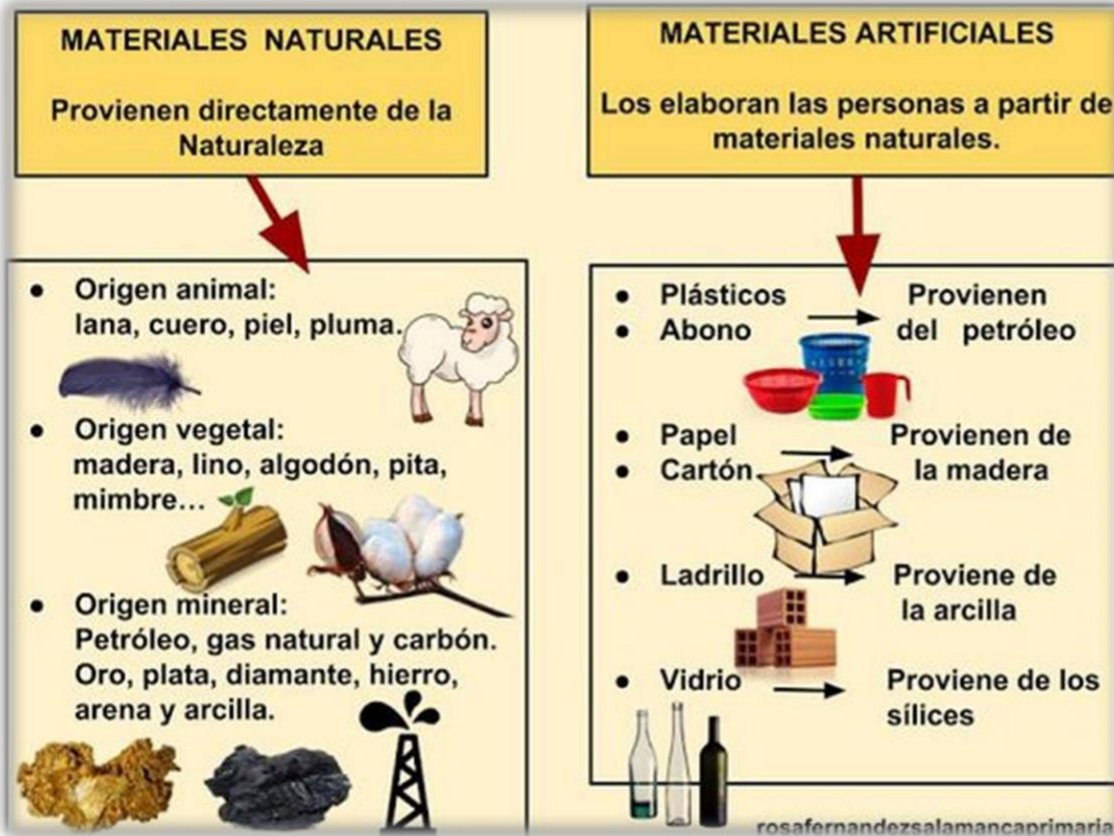 MATERIALES NATURALES
Provienen directamente de la
Naturaleza
Origen animal:
lana, cuero, piel, pluma.
Origen vegetal:
madera, lino, algodón, pita,
mimbre...
Origen mineral:
Petróleo, gas natural y carbón.
Oro, plata, diamante, hierro,
arena y arcilla.
MATERIALES ARTIFICIALES
Los elaboran las personas a partir de
materiales naturales.
Plásticos
Abono
Provienen
del petróleo
Papel
Cartón
Provienen de
la madera
Ladrillo
Proviene de
la arcilla
Vidrio
Proviene de los
sílices
rosafernandezsalamancaprimaria